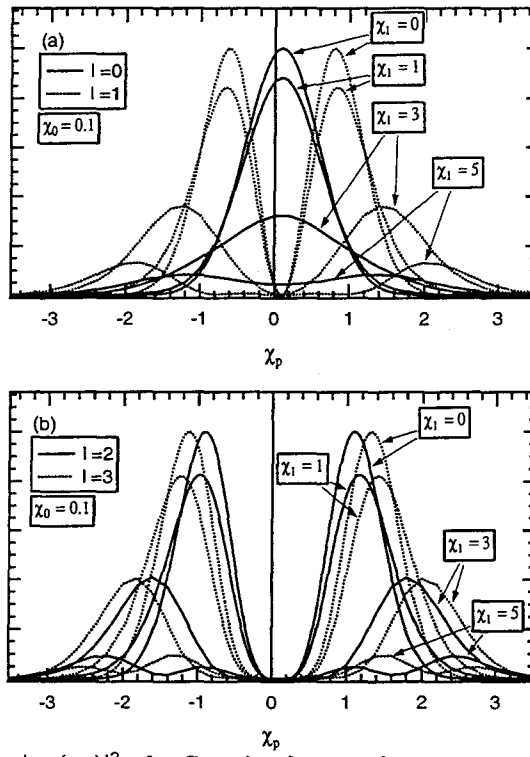 (a)
l=0
l=1
χ₀ = 0.1
χ₁ = 0
χ₁ = 1
χ₁ = 3
χ₁ = 5
-3 -2 -1 0 1 2 3
χₚ
(b)
l=2
l=3
χ₀ = 0.1
χ₁ = 0
χ₁ = 1
χ₁ = 3
χ₁ = 5
-3 -2 -1 0 1 2 3
χₚ